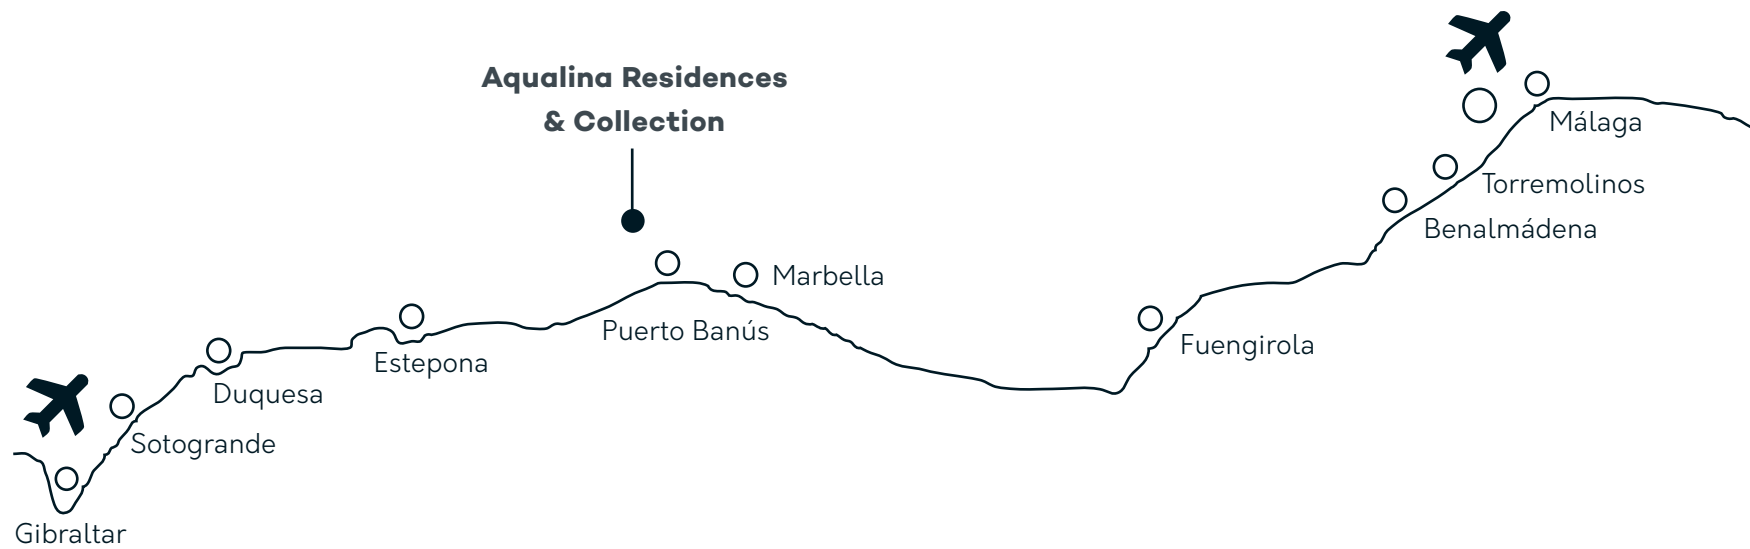 Aqualina Residences
& Collection
Málaga
Torremolinos
Benalmádena
Marbella
Puerto Banús
Fuengirola
Estepona
Duquesa
Sotogrande
Gibraltar